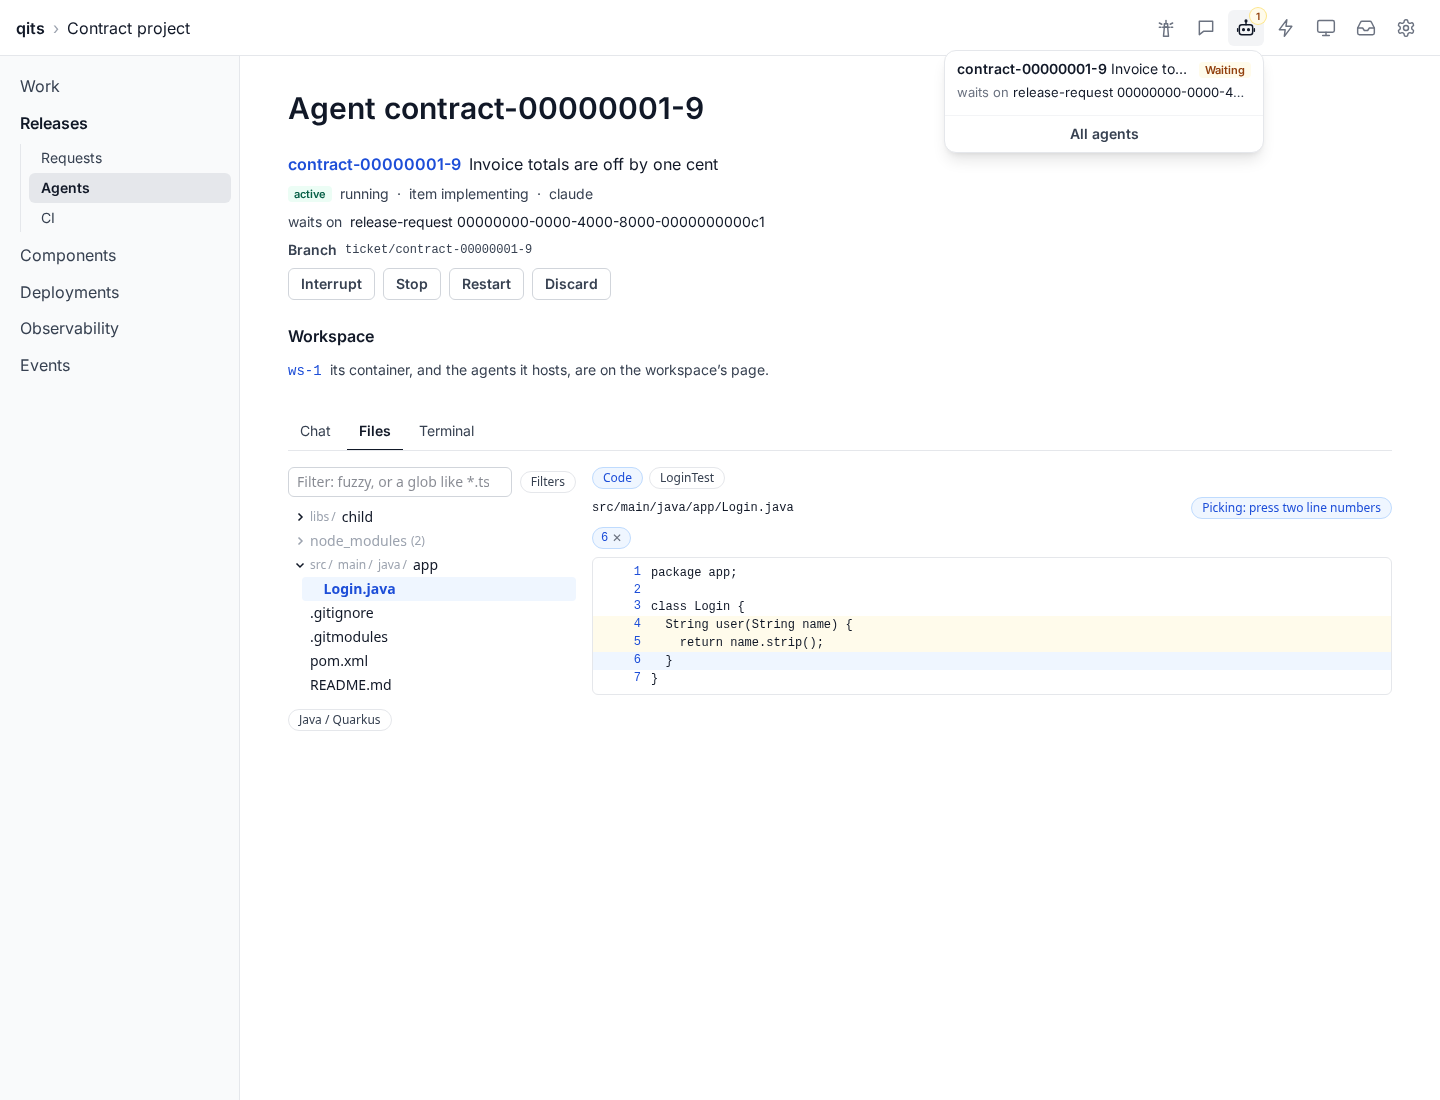 qits › Contract project
1
contract-00000001-9 Invoice to... Waiting
waits on release-request 00000000-0000-4...
All agents
Work
Releases
Requests
Agents
CI
Components
Deployments
Observability
Events
Agent contract-00000001-9
contract-00000001-9 Invoice totals are off by one cent
active running · item implementing · claude
waits on release-request 00000000-0000-4000-8000-0000000000c1
Branch ticket/contract-00000001-9
Interrupt Stop Restart Discard
Workspace
ws-1 its container, and the agents it hosts, are on the workspace’s page.
Chat Files Terminal
Filter: fuzzy, or a glob like *.ts Filters
libs/ child
node_modules (2)
src/ main/ java/ app
Login.java
.gitignore
.gitmodules
pom.xml
README.md
Java / Quarkus
Code LoginTest
src/main/java/app/Login.java Picking: press two line numbers
6 ×
1 package app;
2
3 class Login {
4 String user(String name) {
5 return name.strip();
6 }
7 }